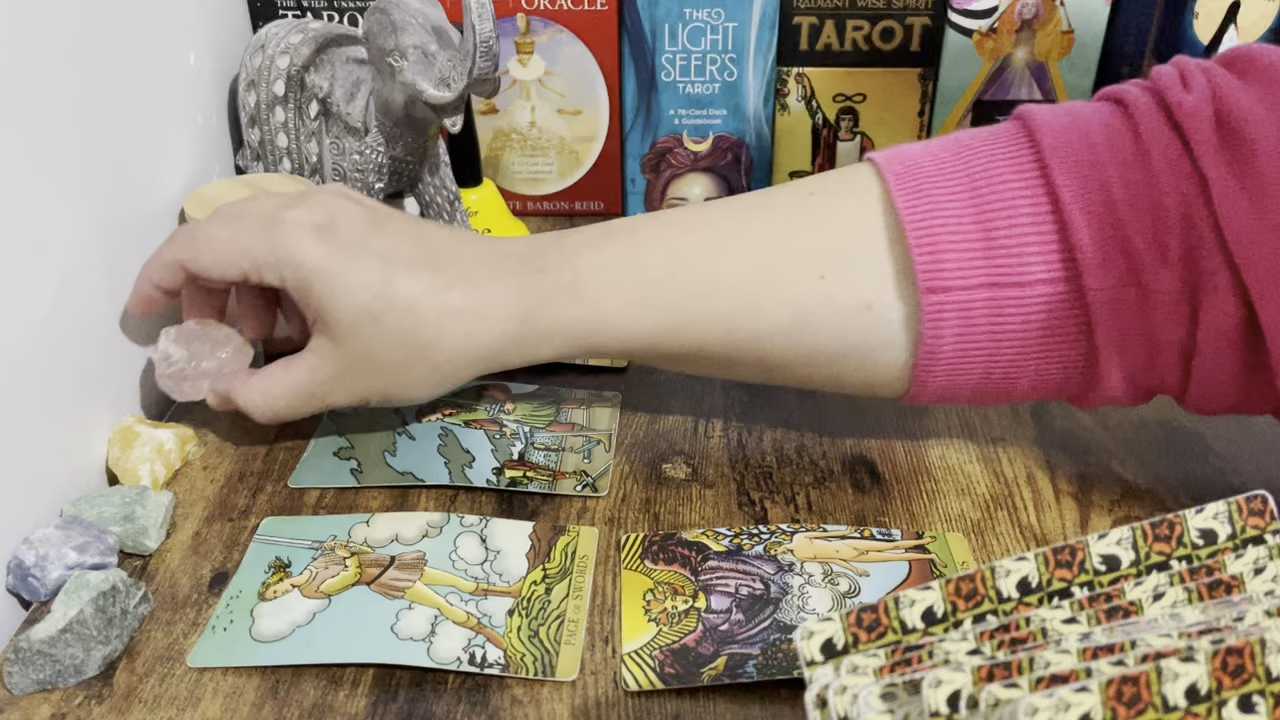 THE WILD UNKNOWN
TAROT
ORACLE
TE BARON-REID
THE
LIGHT
SEER'S
TAROT
A 78-Card Deck
& Guidebook
RADIANT WISE SPIRIT
TAROT
for
PAGE OF SWORDS